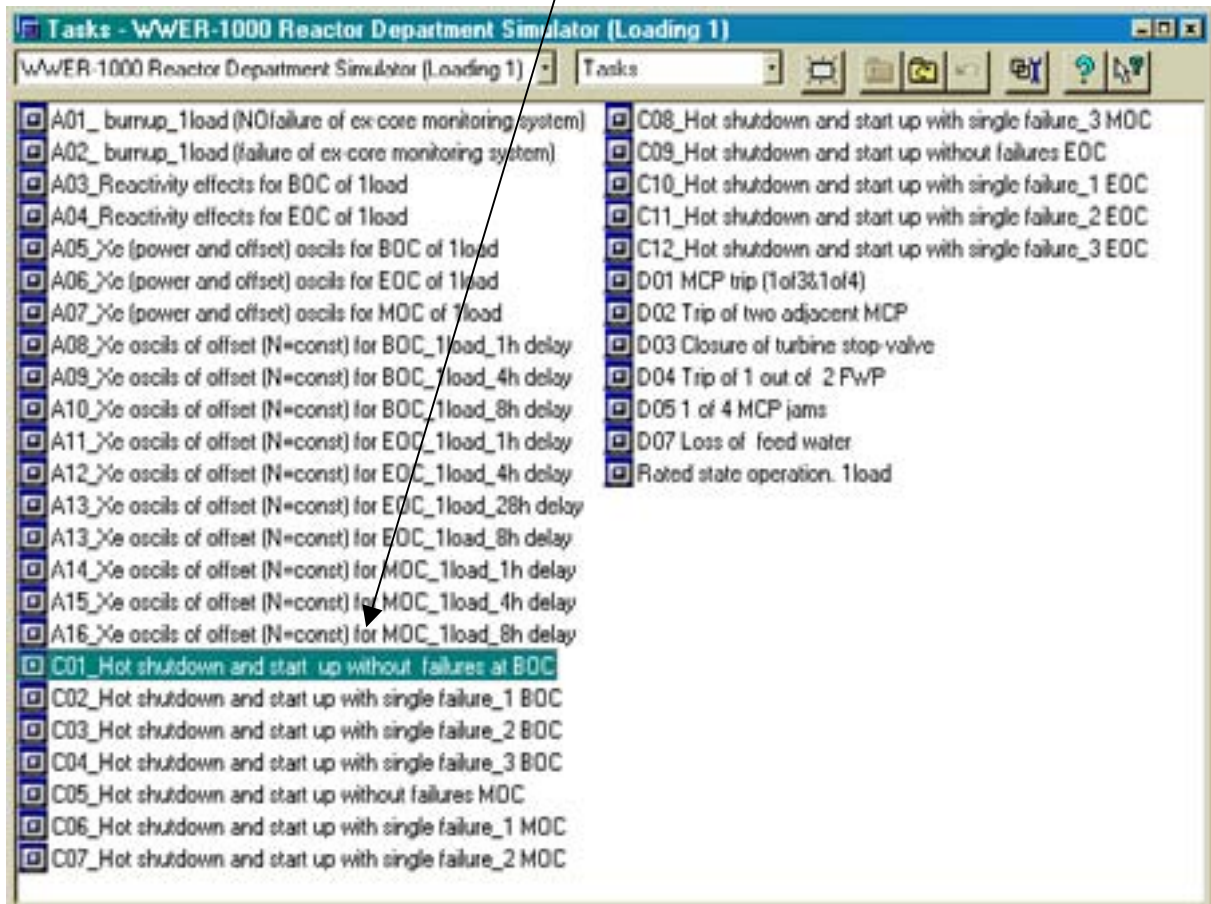 Tasks - WWER-1000 Reactor Department Simulator (Loading 1)
WWER-1000 Reactor Department Simulator (Loading 1) Tasks
A01_ burnup_1load (NOfailure of ex-core monitoring system)
A02_ burnup_1load (failure of ex-core monitoring system)
A03_Reactivity effects for BOC of 1load
A04_Reactivity effects for EOC of 1load
A05_Xe (power and offset) oscils for BOC of 1load
A06_Xe (power and offset) oscils for EOC of 1load
A07_Xe (power and offset) oscils for MOC of 1load
A08_Xe oscils of offset (N=const) for BOC_1load_1h delay
A09_Xe oscils of offset (N=const) for BOC_1load_4h delay
A10_Xe oscils of offset (N=const) for BOC_1load_8h delay
A11_Xe oscils of offset (N=const) for EOC_1load_1h delay
A12_Xe oscils of offset (N=const) for EOC_1load_4h delay
A13_Xe oscils of offset (N=const) for EOC_1load_28h delay
A13_Xe oscils of offset (N=const) for EOC_1load_8h delay
A14_Xe oscils of offset (N=const) for MOC_1load_1h delay
A15_Xe oscils of offset (N=const) for MOC_1load_4h delay
A16_Xe oscils of offset (N=const) for MOC_1load_8h delay
C01_Hot shutdown and start up without failures at BOC
C02_Hot shutdown and start up with single failure_1 BOC
C03_Hot shutdown and start up with single failure_2 BOC
C04_Hot shutdown and start up with single failure_3 BOC
C05_Hot shutdown and start up without failures MOC
C06_Hot shutdown and start up with single failure_1 MOC
C07_Hot shutdown and start up with single failure_2 MOC
C08_Hot shutdown and start up with single failure_3 MOC
C09_Hot shutdown and start up without failures EOC
C10_Hot shutdown and start up with single failure_1 EOC
C11_Hot shutdown and start up with single failure_2 EOC
C12_Hot shutdown and start up with single failure_3 EOC
D01 MCP trip (1of3&1of4)
D02 Trip of two adjacent MCP
D03 Closure of turbine stop-valve
D04 Trip of 1 out of 2 FWP
D05 1 of 4 MCP jams
D07 Loss of feed water
Rated state operation. 1load